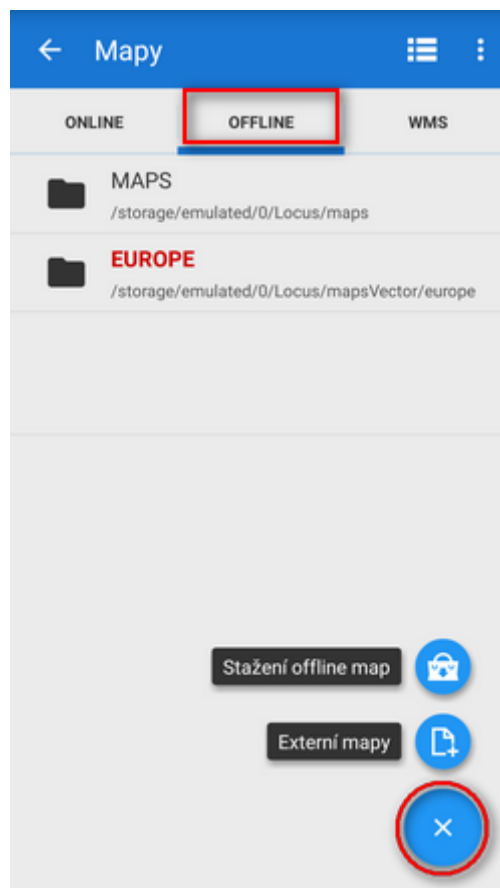 Mapy
ONLINE OFFLINE WMS
MAPS
/storage/emulated/0/Locus/maps
EUROPE
/storage/emulated/0/Locus/mapsVector/europe
Stažení offline map
Externí mapy